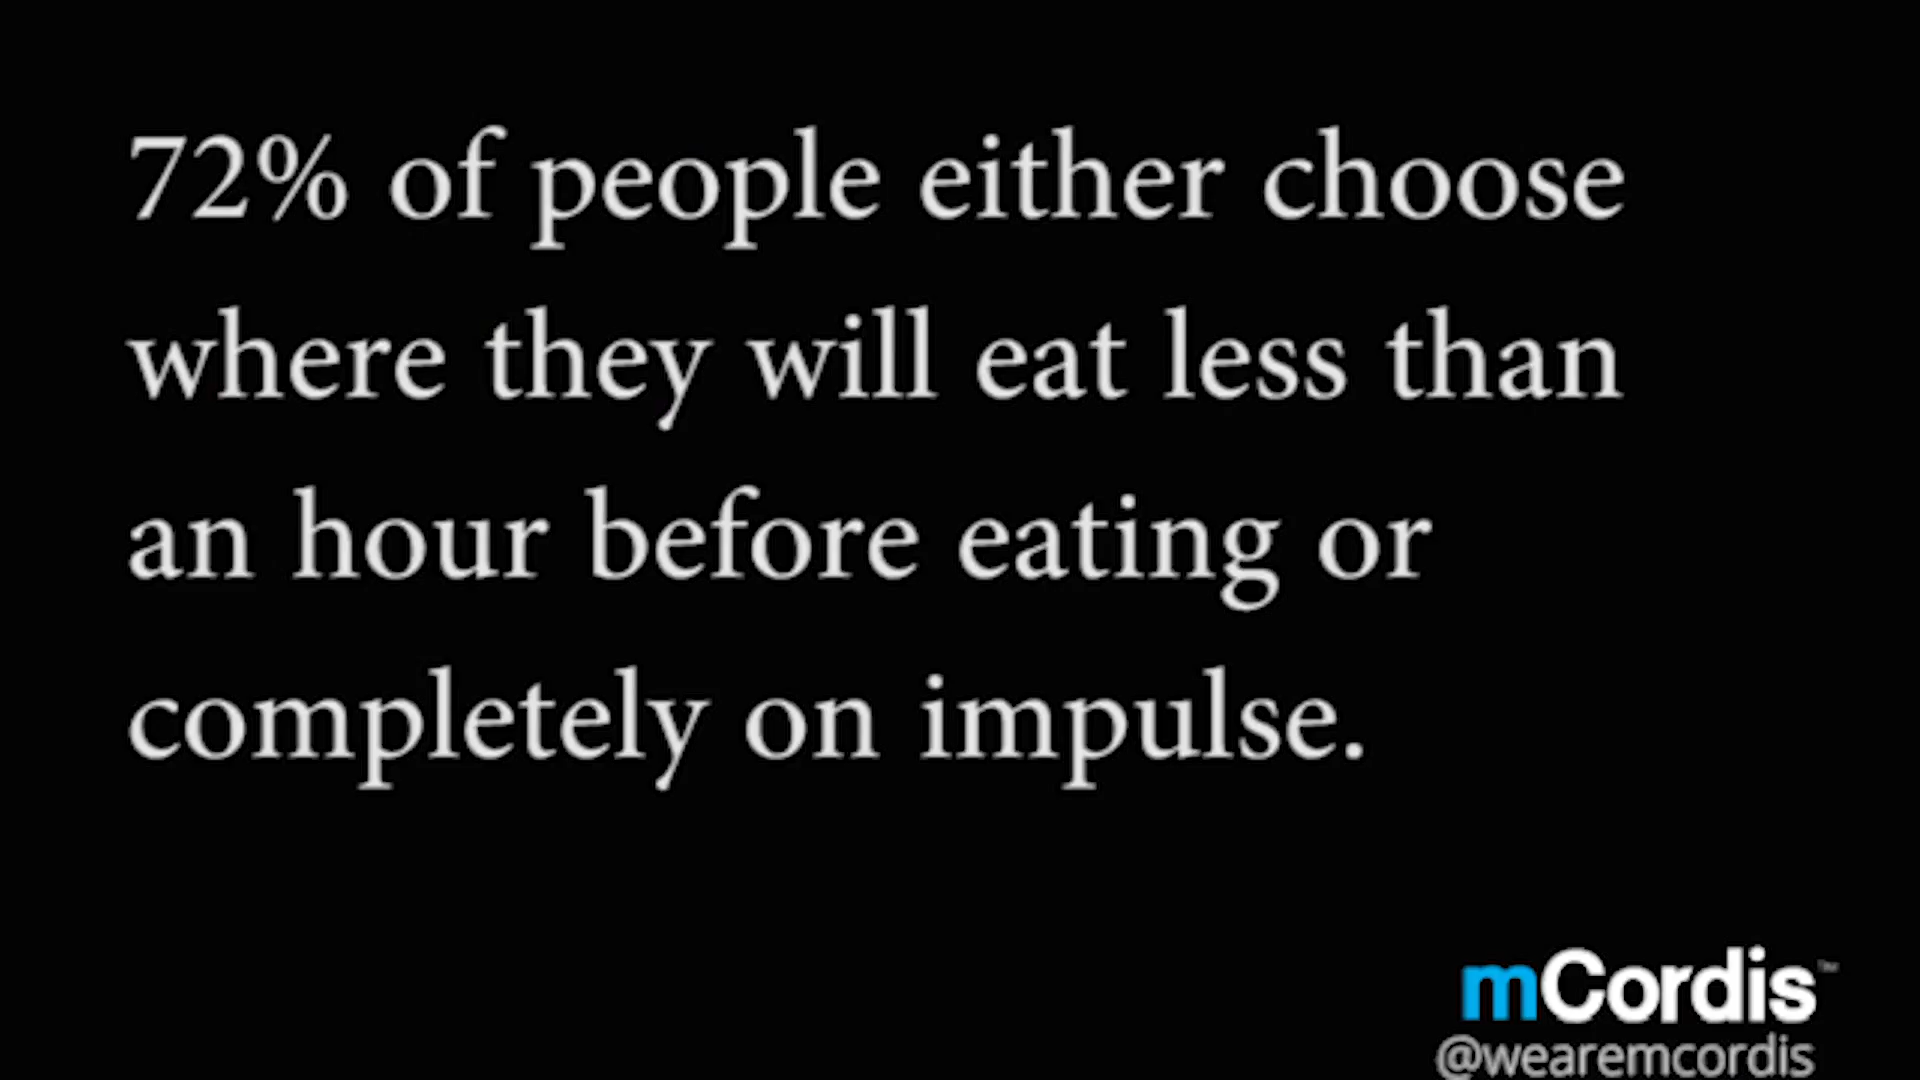 72% of people either choose
where they will eat less than
an hour before eating or
completely on impulse.
mCordis™
@wearemcordis